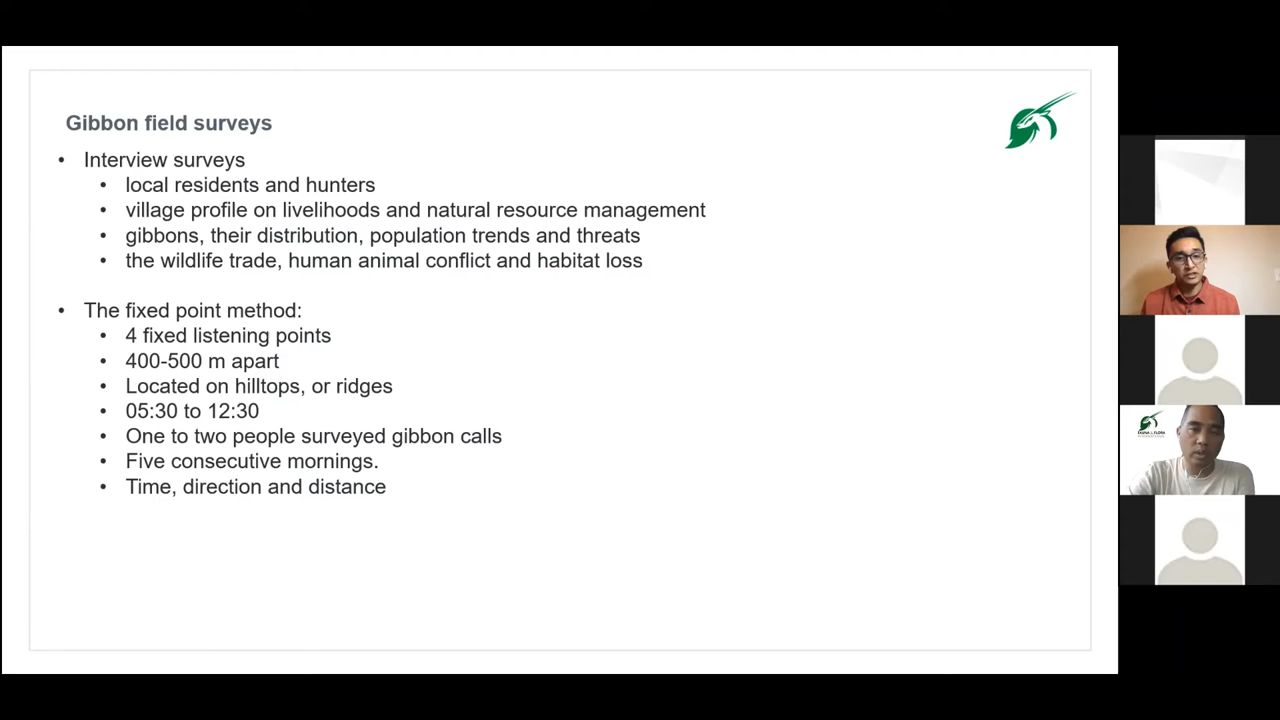 Gibbon field surveys
• Interview surveys
• local residents and hunters
• village profile on livelihoods and natural resource management
• gibbons, their distribution, population trends and threats
• the wildlife trade, human animal conflict and habitat loss
• The fixed point method:
• 4 fixed listening points
• 400-500 m apart
• Located on hilltops, or ridges
• 05:30 to 12:30
• One to two people surveyed gibbon calls
• Five consecutive mornings.
• Time, direction and distance
FAUNA & FLORA